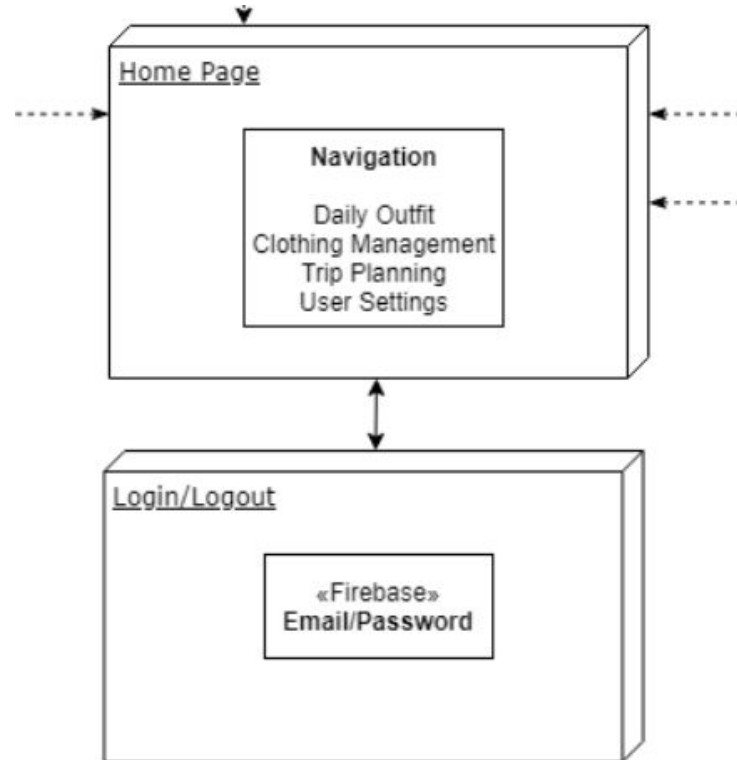 Home Page
Navigation
Daily Outfit
Clothing Management
Trip Planning
User Settings
Login/Logout
«Firebase»
Email/Password